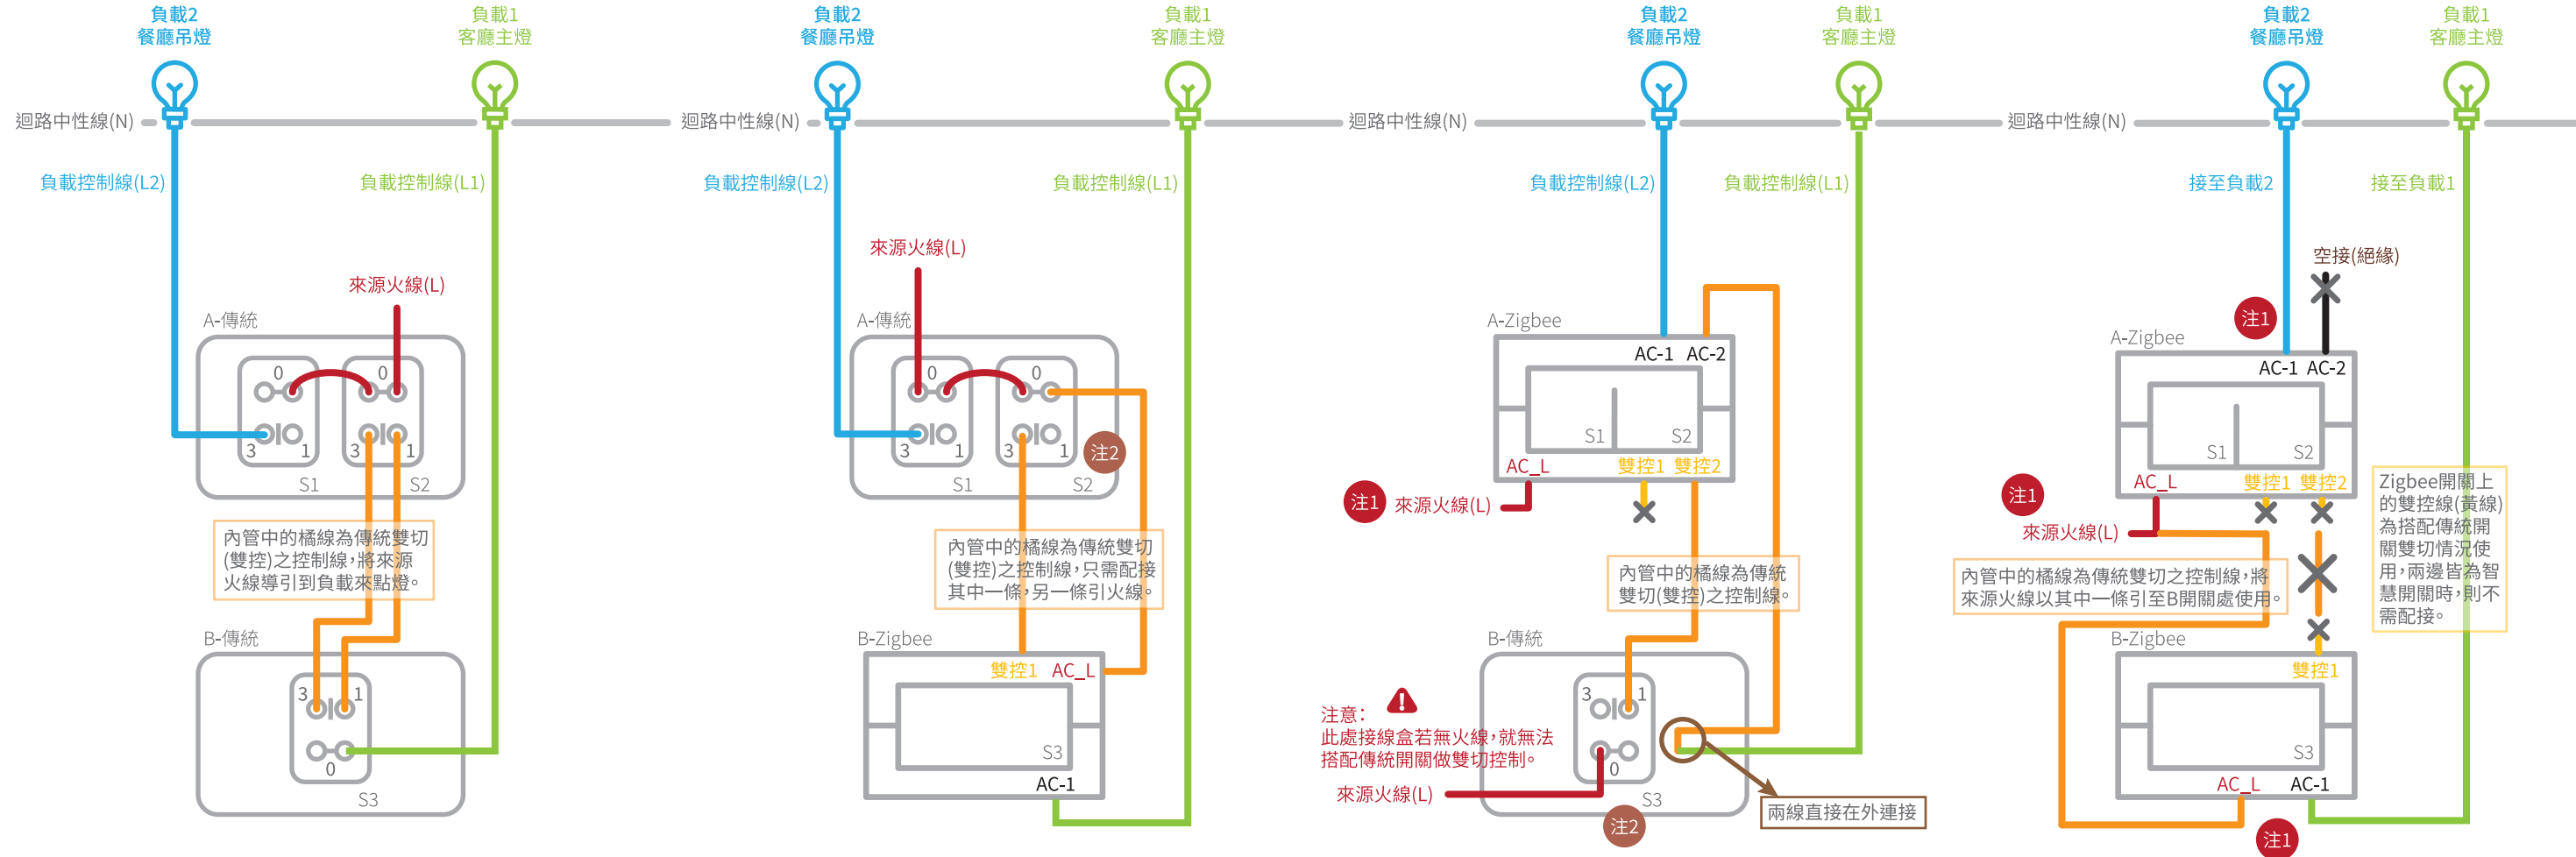 負載2
餐廳吊燈
負載1
客廳主燈
迴路中性線(N)
負載控制線(L2)
負載控制線(L1)
來源火線(L)
A-傳統
0
0
3
1
3
1
S1
S2
內管中的橘線為傳統雙切
(雙控)之控制線，將來源
火線導引到負載來點燈。
B-傳統
3
1
0
S3
負載2
餐廳吊燈
負載1
客廳主燈
迴路中性線(N)
負載控制線(L2)
負載控制線(L1)
來源火線(L)
A-傳統
0
0
3
1
3
1
注2
S1
S2
內管中的橘線為傳統雙切
(雙控)之控制線，只需配接
其中一條，另一條引火線。
B-Zigbee
雙控1
AC_L
S3
AC-1
負載2
餐廳吊燈
負載1
客廳主燈
迴路中性線(N)
負載控制線(L2)
負載控制線(L1)
A-Zigbee
AC-1
AC-2
S1
S2
AC_L
雙控1
雙控2
注1
來源火線(L)
內管中的橘線為傳統
雙切(雙控)之控制線。
B-傳統
3
1
0
S3
注意：
!
此處接線盒若無火線，就無法
搭配傳統開關做雙切控制。
來源火線(L)
注2
兩線直接在外連接
負載2
餐廳吊燈
負載1
客廳主燈
迴路中性線(N)
接至負載2
接至負載1
空接(絕緣)
注1
A-Zigbee
AC-1
AC-2
S1
S2
AC_L
雙控1
雙控2
注1
來源火線(L)
Zigbee開關上
的雙控線(黃線)
為搭配傳統開
關雙切情況使
用，兩邊皆為智
慧開關時，則不
需配接。
內管中的橘線為傳統雙切之控制線，將
來源火線以其中一條引至B開關處使用。
B-Zigbee
雙控1
S3
AC_L
AC-1
注1